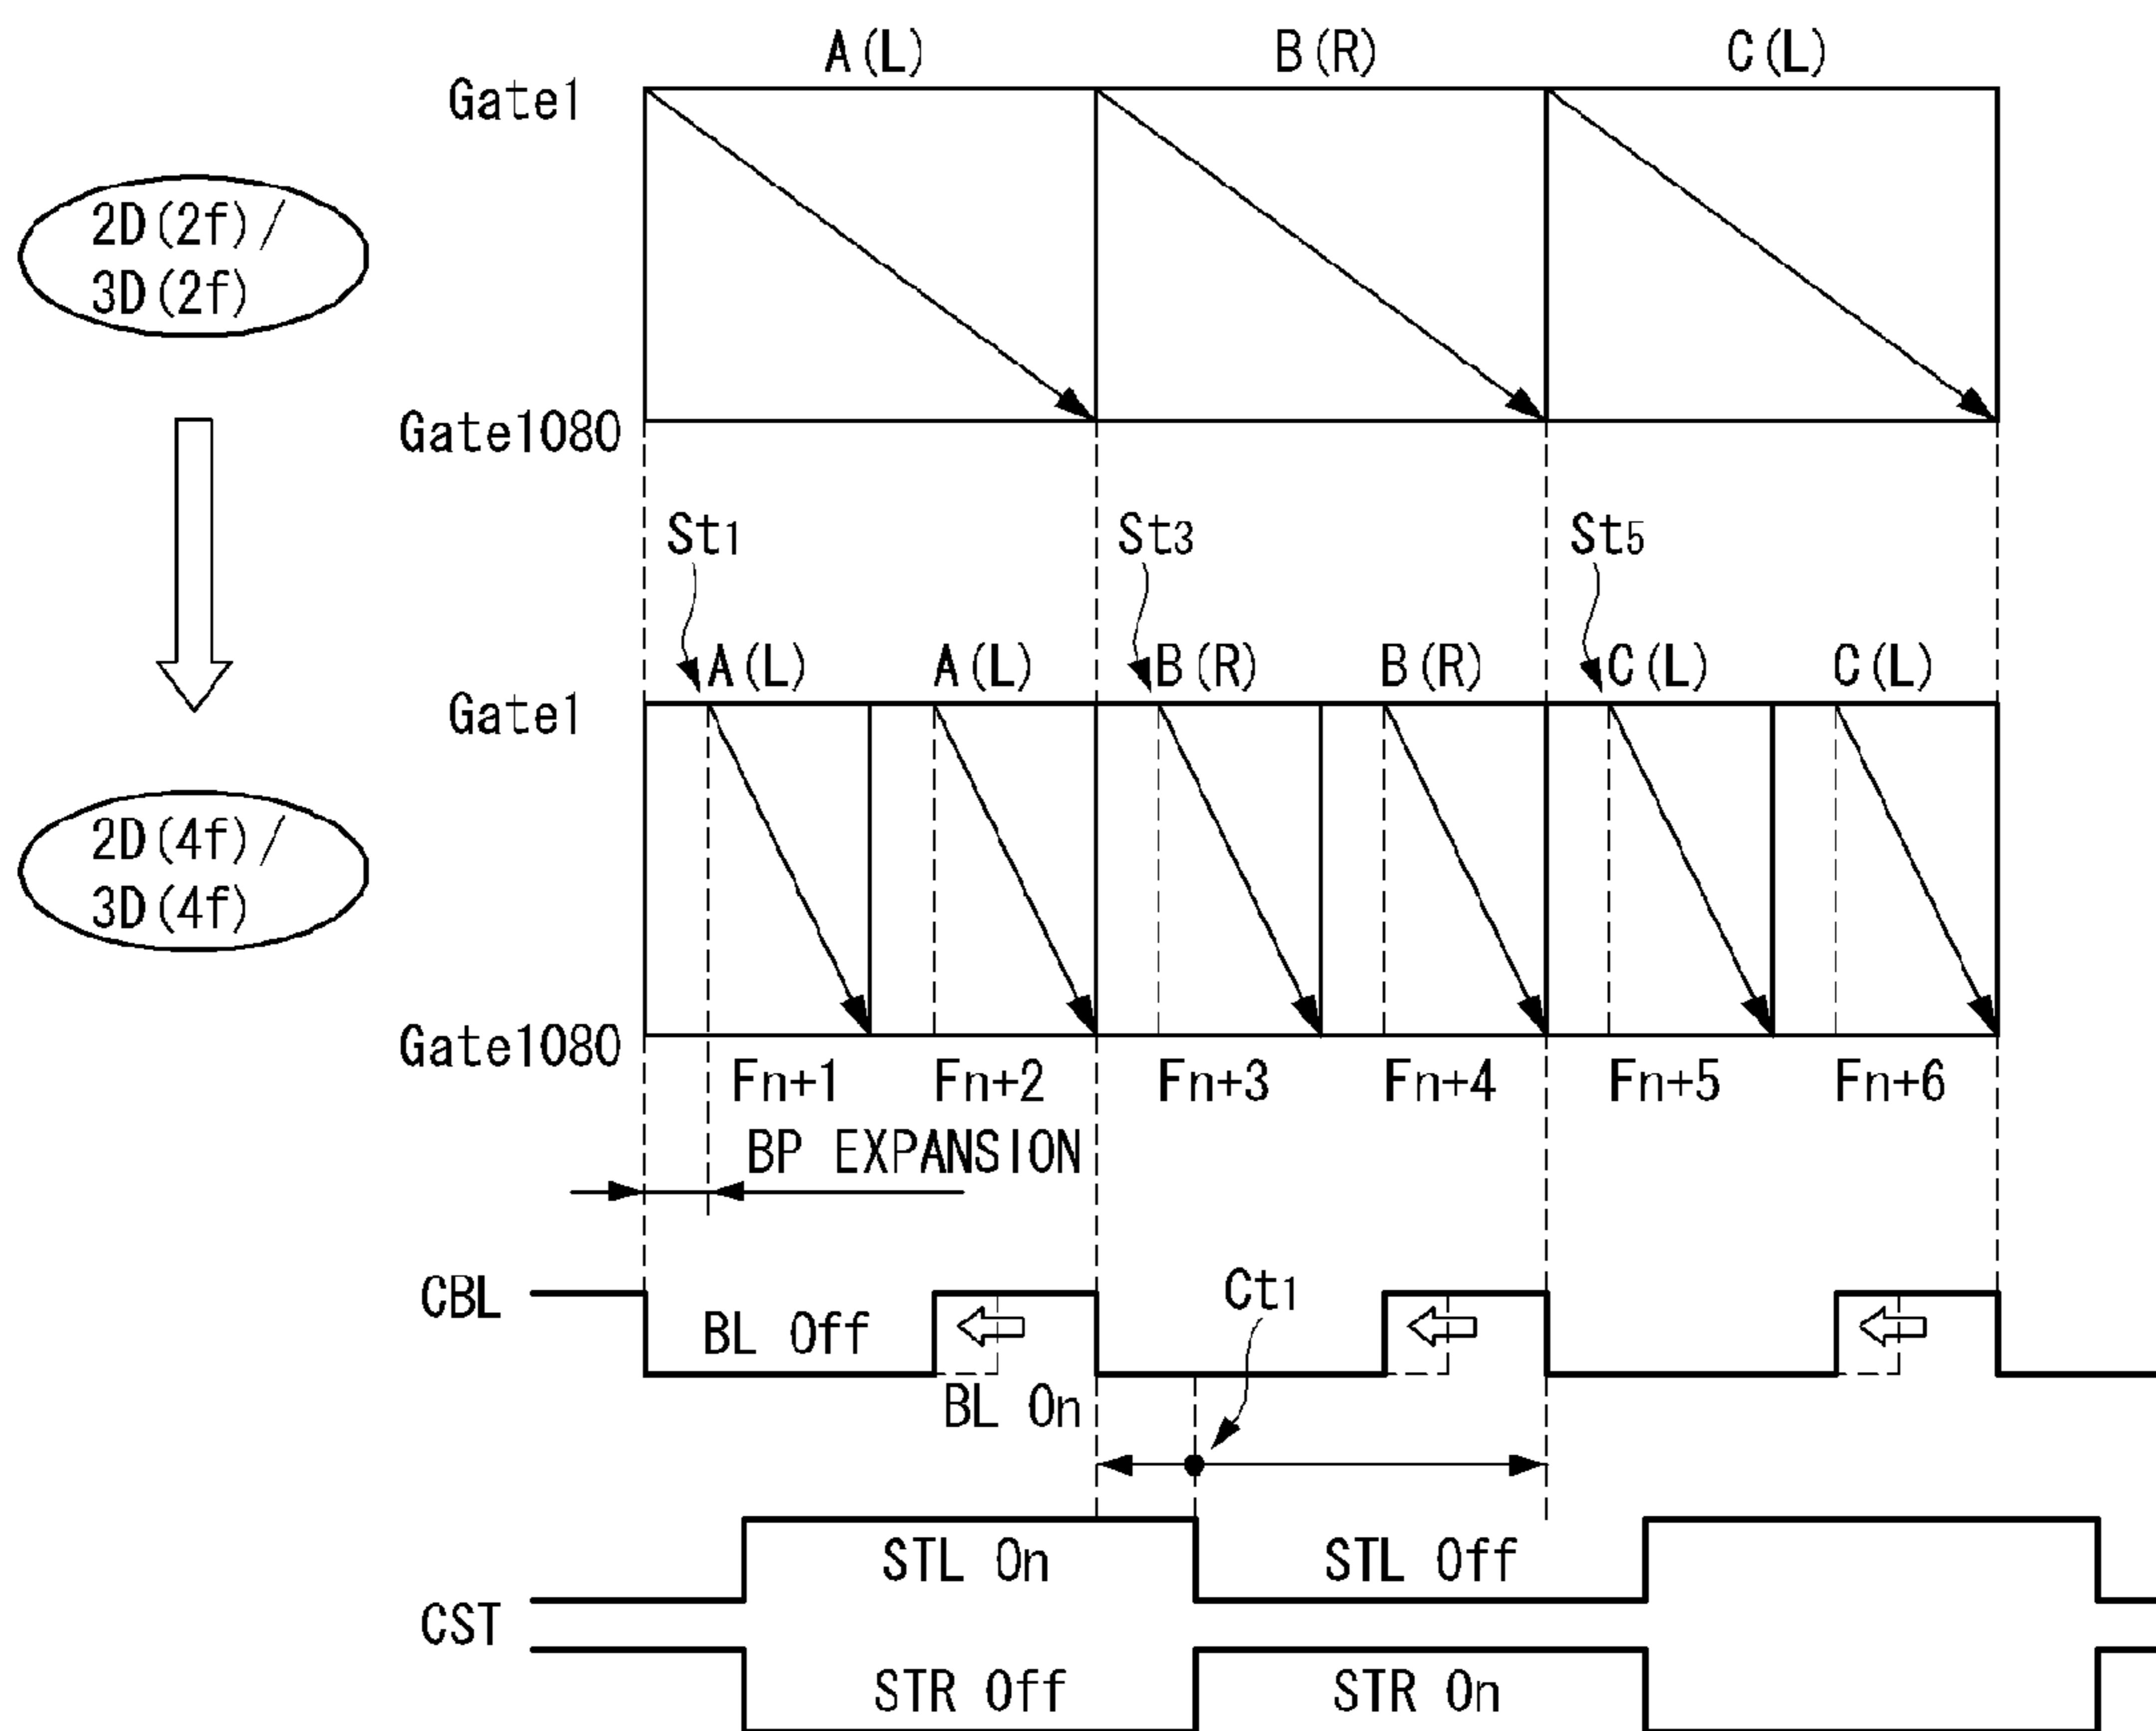 A(L) B(R) C(L)
Gate1
2D(2f)/
3D(2f)
Gate1080
St1 St3 St5
A(L) A(L) B(R) B(R) C(L) C(L)
Gate1
2D(4f)/
3D(4f)
Gate1080
Fn+1 Fn+2 Fn+3 Fn+4 Fn+5 Fn+6
BP EXPANSION
CBL
BL Off
Ct1
BL On
STL On STL Off
CST
STR Off STR On